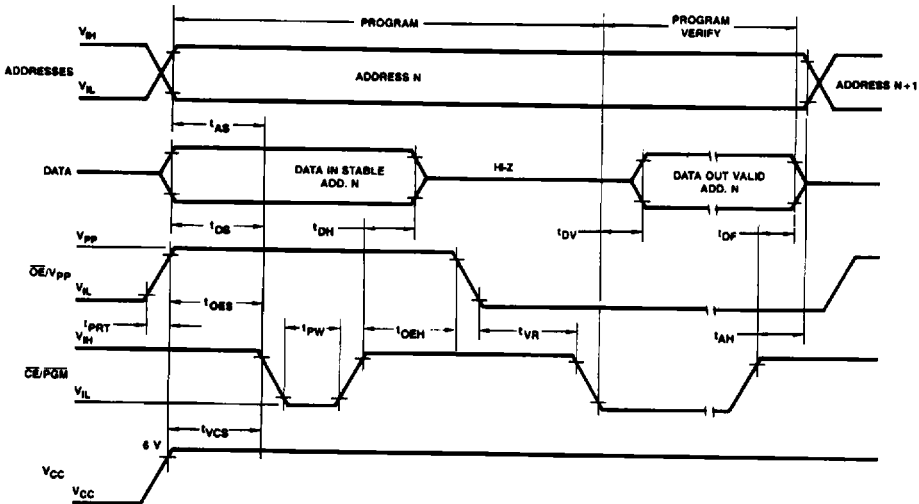 PROGRAM
PROGRAM
VERIFY
VIH
ADDRESSES
VIL
ADDRESS N
ADDRESS N+1
tAS
DATA
DATA IN STABLE
ADD. N
HI-Z
DATA OUT VALID
ADD. N
tDS
tDH
tDV
tDF
VPP
OE/VPP
VIL
tOES
tPRT
tPW
tOEH
tVR
tAH
VIH
CE/PGM
VIL
tVCS
6 V
VCC
VCC